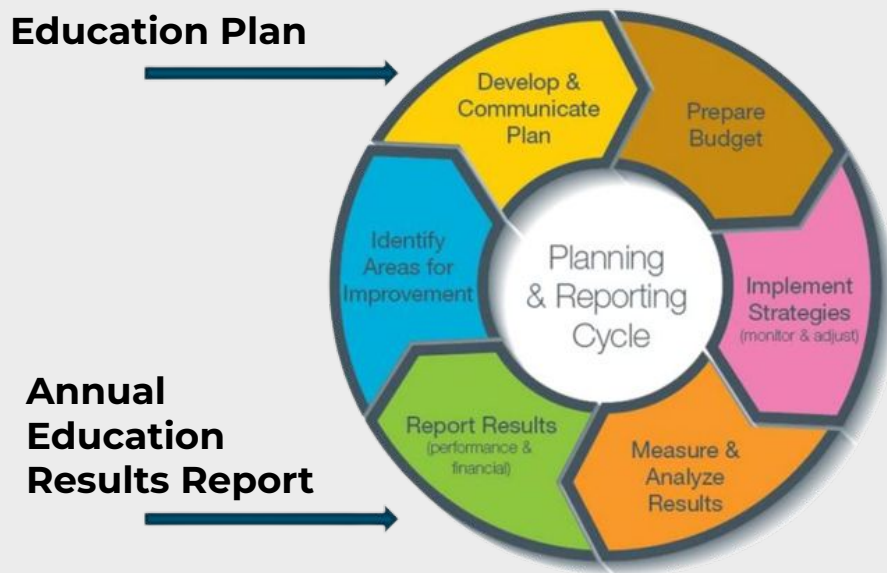 Education Plan
Develop &
Communicate
Plan
Prepare
Budget
Implement
Strategies
(monitor & adjust)
Measure &
Analyze
Results
Report Results
(performance &
financial)
Identify
Areas for
Improvement
Planning
& Reporting
Cycle
Annual
Education
Results Report